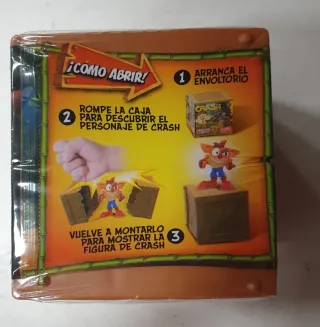 ¡CÓMO ABRIR!
1 ARRANCA EL
ENVOLTORIO
2 ROMPE LA CAJA
PARA DESCUBRIR EL
PERSONAJE DE CRASH
CRASH
VUELVE A MONTARLO
PARA MOSTRAR LA
FIGURA DE CRASH 3